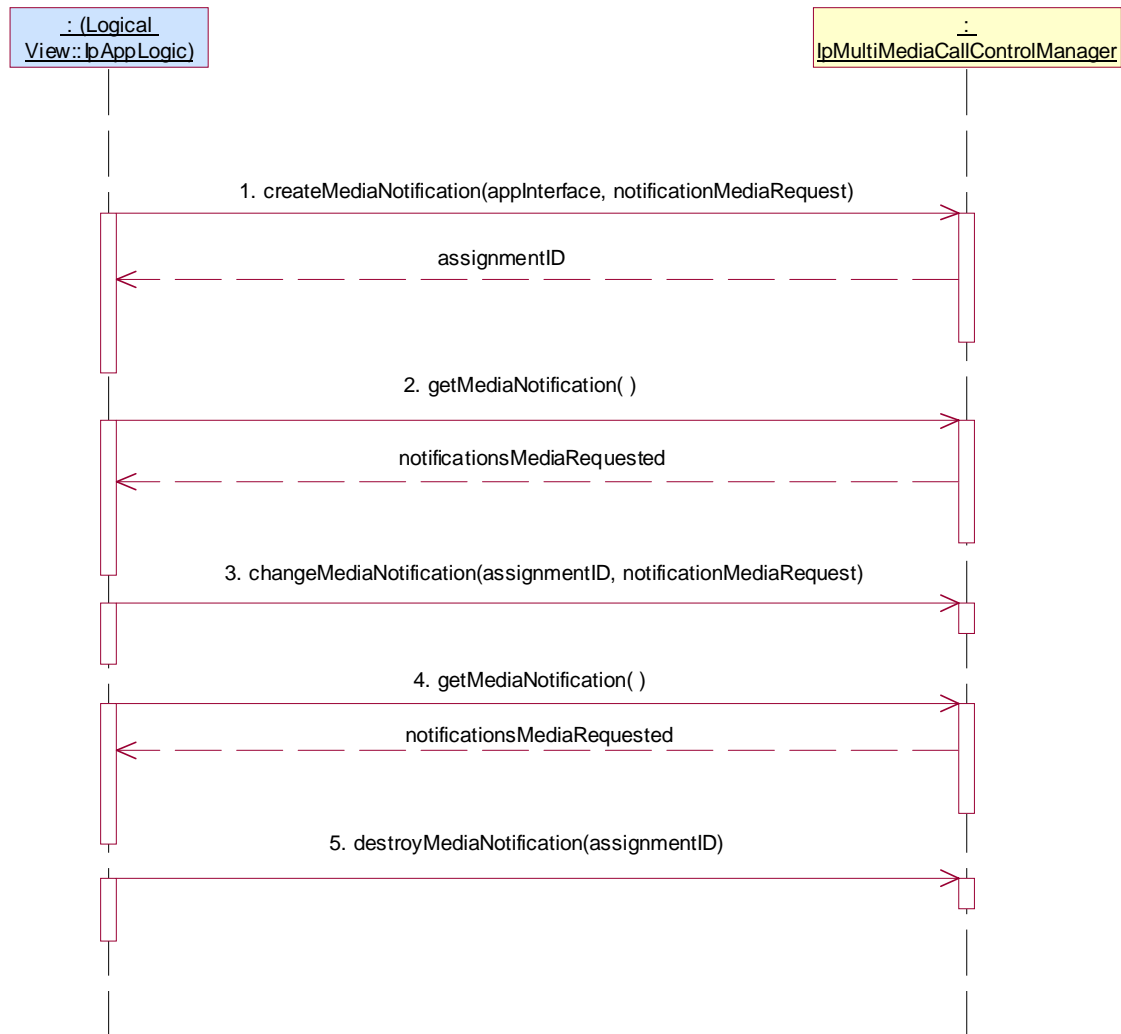 : (Logical
View::IpAppLogic)
:
IpMultiMediaCallControlManager
1. createMediaNotification(appInterface, notificationMediaRequest)
assignmentID
2. getMediaNotification( )
notificationsMediaRequested
3. changeMediaNotification(assignmentID, notificationMediaRequest)
4. getMediaNotification( )
notificationsMediaRequested
5. destroyMediaNotification(assignmentID)